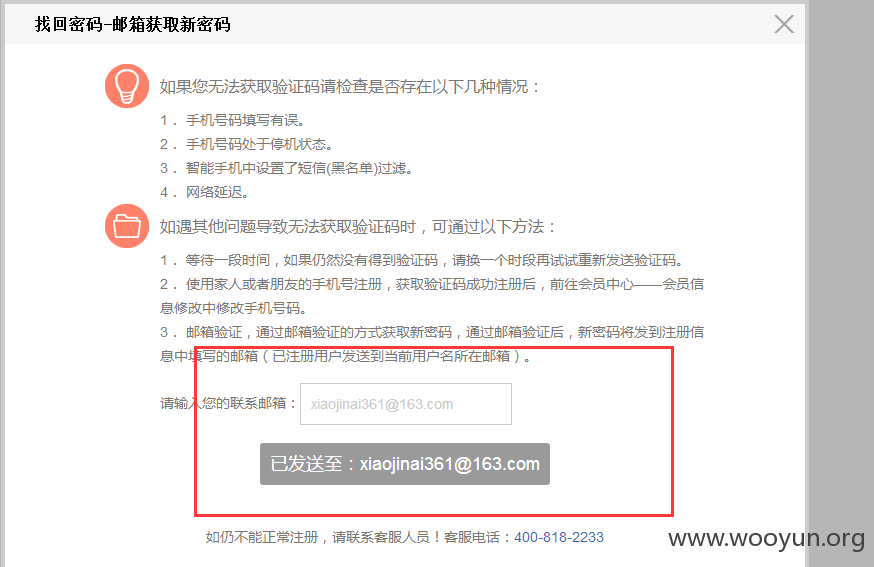 找回密码-邮箱获取新密码
如果您无法获取验证码请检查是否存在以下几种情况：
1． 手机号码填写有误。
2． 手机号码处于停机状态。
3． 智能手机中设置了短信(黑名单)过滤。
4． 网络延迟。
如遇其他问题导致无法获取验证码时，可通过以下方法：
1． 等待一段时间，如果仍然没有得到验证码，请换一个时段再试试重新发送验证码。
2． 使用家人或者朋友的手机号注册，获取验证码成功注册后，前往会员中心——会员信
息修改中修改手机号码。
3． 邮箱验证，通过邮箱验证的方式获取新密码，通过邮箱验证后，新密码将发到注册信
息中填写的邮箱（已注册用户发送到当前用户名所在邮箱）。
请输入您的联系邮箱：xiaojinai361@163.com
已发送至：xiaojinai361@163.com
如仍不能正常注册，请联系客服人员！客服电话：400-818-2233
www.wooyun.org